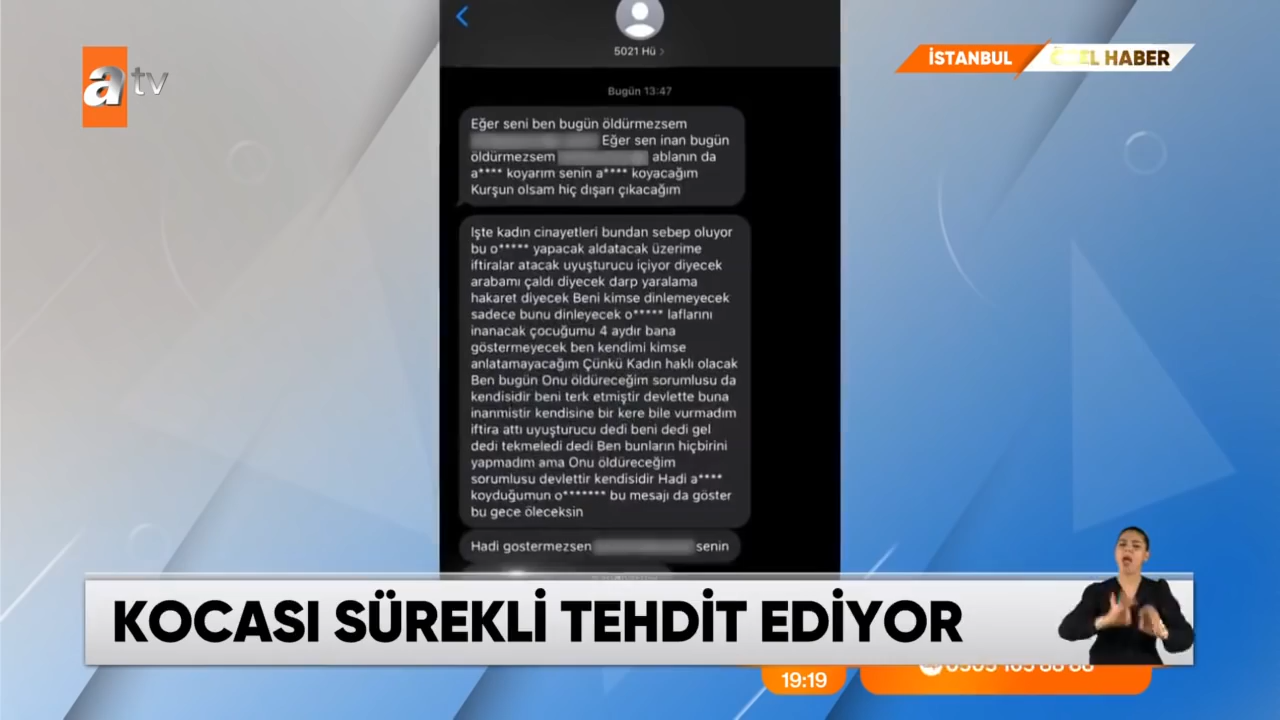 atv
5021 Hü
İSTANBUL
HABER
Bugün 13:47
Eğer seni ben bugün öldürmezsem
Eğer sen inan bugün
öldürmezsem ablanın da
a**** koyarım senin a**** koyacağım
Kurşun olsam hiç dışarı çıkacağım
Işte kadın cinayetleri bundan sebep oluyor
bu o***** yapacak aldatacak üzerime
iftiralar atacak uyuşturucu içiyor diyecek
arabamı çaldı diyecek darp yaralama
hakaret diyecek Beni kimse dinlemeyecek
sadece bunu dinleyecek o***** laflarını
inanacak çocuğumu 4 aydır bana
göstermeyecek ben kendimi kimse
anlatamayacağım Çünkü Kadın haklı olacak
Ben bugün Onu öldüreceğim sorumlusu da
kendisidir beni terk etmiştir devlette buna
inanmistir kendisine bir kere bile vurmadım
iftira attı uyuşturucu dedi beni dedi gel
dedi tekmeledi dedi Ben bunların hiçbirini
yapmadım ama Onu öldüreceğim
sorumlusu devlettir kendisidir Hadi a****
koyduğumun o******* bu mesajı da göster
bu gece öleceksin
Hadi gostermezsen senin
KOCASI SÜREKLİ TEHDİT EDİYOR
19:19